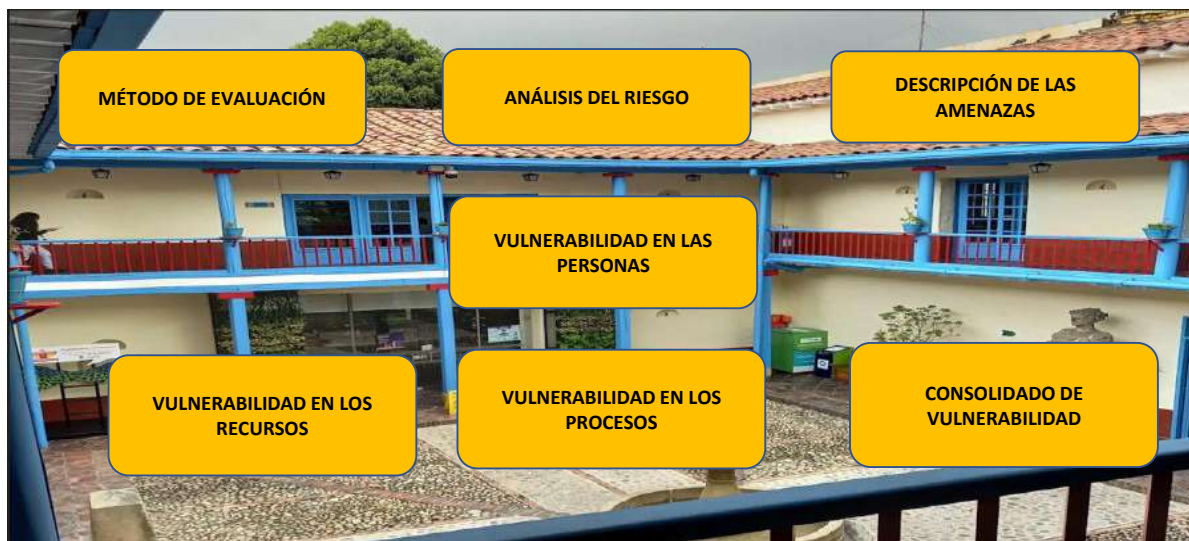 MÉTODO DE EVALUACIÓN
ANÁLISIS DEL RIESGO
DESCRIPCIÓN DE LAS
AMENAZAS
VULNERABILIDAD EN LAS
PERSONAS
VULNERABILIDAD EN LOS
RECURSOS
VULNERABILIDAD EN LOS
PROCESOS
CONSOLIDADO DE
VULNERABILIDAD